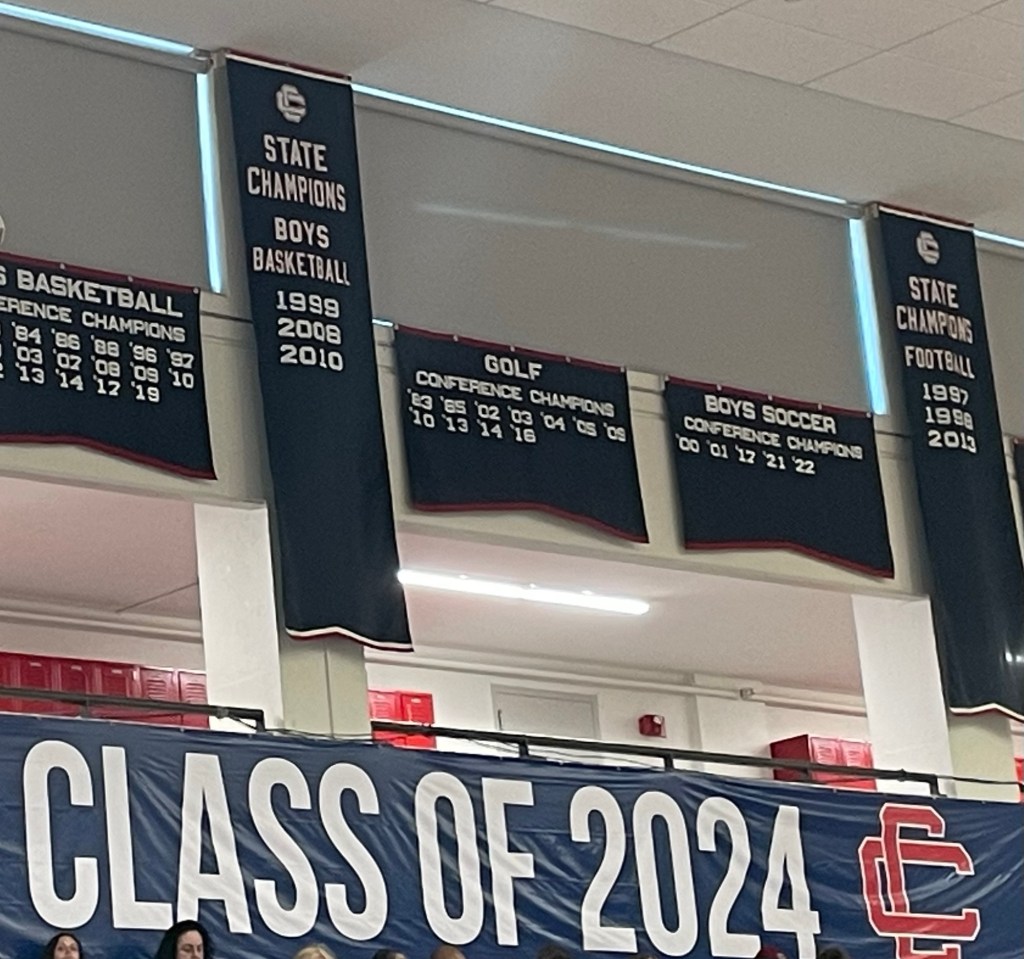 STATE
CHAMPIONS
BOYS
BASKETBALL
1999
2008
2010
BASKETBALL
CONFERENCE CHAMPIONS
'84 '86 '88 '96 '97
'03 '07 '08 '09 '10
'13 '14 '17 '19
GOLF
CONFERENCE CHAMPIONS
'83 '85 '02 '03 '04 '05 '09
'10 '13 '14 '16
BOYS SOCCER
CONFERENCE CHAMPIONS
'00 '01 '17 '21 '22
STATE
CHAMPIONS
FOOTBALL
1997
1998
2013
CLASS OF 2024
CC